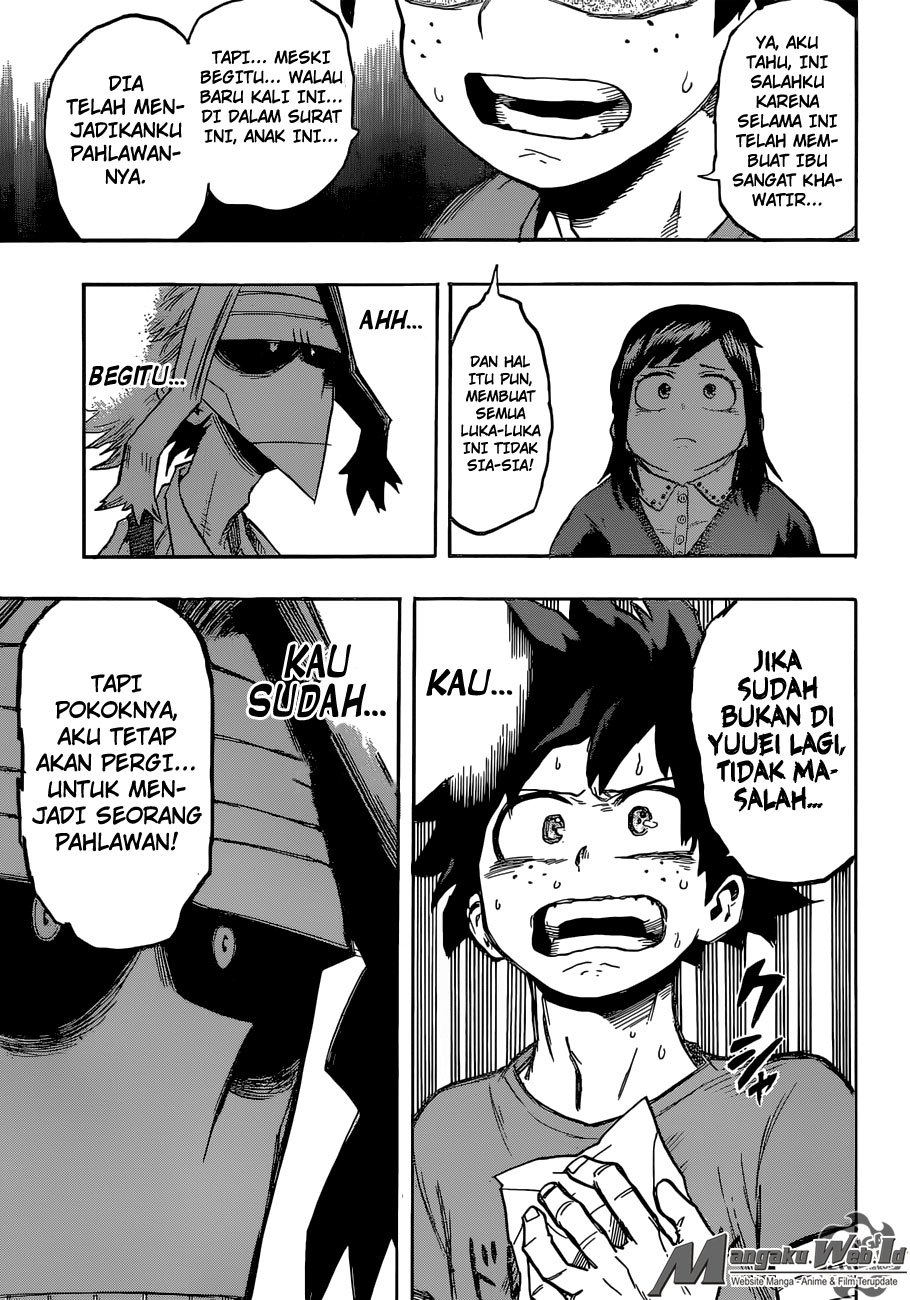 YA, AKU
TAHU, INI
SALAHKU
KARENA
SELAMA INI
TELAH MEM-
BUAT IBU
SANGAT KHA-
WATIR...
TAPI... MESKI
BEGITU... WALAU
BARU KALI INI...
DI DALAM SURAT
INI, ANAK INI...
DIA
TELAH MEN-
JADIKANKU
PAHLAWAN-
NYA.
DAN HAL
ITU PUN,
MEMBUAT
SEMUA
LUKA-LUKA
INI TIDAK
SIA-SIA!
AHH...
BEGITU...
JIKA
SUDAH
BUKAN DI
YUUEI LAGI,
TIDAK MA-
SALAH...
KAU...
クシャ
ド
KAU
SUDAH...
TAPI
POKOKNYA,
AKU TETAP
AKAN PERGI...
UNTUK MEN-
JADI SEORANG
PAHLAWAN!
Mangaku.Web.Id
Website Manga - Anime & Film Terupdate